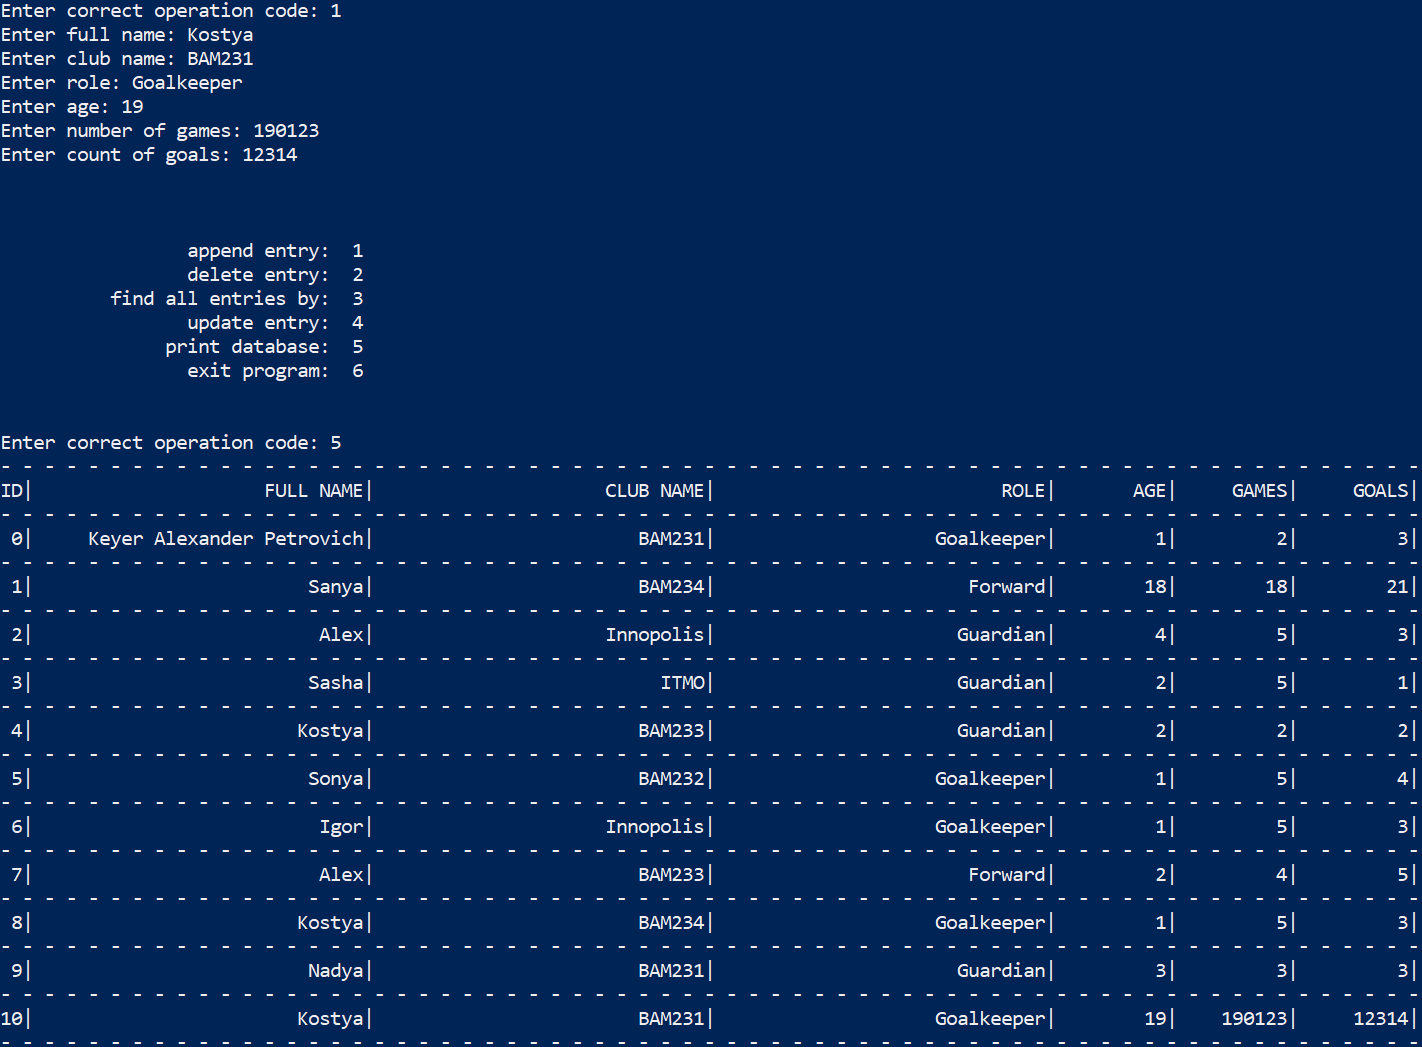 Enter correct operation code: 1
Enter full name: Kostya
Enter club name: BAM231
Enter role: Goalkeeper
Enter age: 19
Enter number of games: 190123
Enter count of goals: 12314
append entry:  1
delete entry:  2
find all entries by:  3
update entry:  4
print database:  5
exit program:  6
Enter correct operation code: 5
- - - - - - - - - - - - - - - - - - - - - - - - - - - - - - - - - - - - - - - - - - - - - - - - - - - - - - - - - - - - - - - - -
ID|                     FULL NAME|                     CLUB NAME|                          ROLE|       AGE|     GAMES|     GOALS|
- - - - - - - - - - - - - - - - - - - - - - - - - - - - - - - - - - - - - - - - - - - - - - - - - - - - - - - - - - - - - - - - -
 0|     Keyer Alexander Petrovich|                        BAM231|                    Goalkeeper|         1|         2|         3|
- - - - - - - - - - - - - - - - - - - - - - - - - - - - - - - - - - - - - - - - - - - - - - - - - - - - - - - - - - - - - - - - -
 1|                         Sanya|                        BAM234|                       Forward|        18|        18|        21|
- - - - - - - - - - - - - - - - - - - - - - - - - - - - - - - - - - - - - - - - - - - - - - - - - - - - - - - - - - - - - - - - -
 2|                          Alex|                     Innopolis|                      Guardian|         4|         5|         3|
- - - - - - - - - - - - - - - - - - - - - - - - - - - - - - - - - - - - - - - - - - - - - - - - - - - - - - - - - - - - - - - - -
 3|                         Sasha|                          ITMO|                      Guardian|         2|         5|         1|
- - - - - - - - - - - - - - - - - - - - - - - - - - - - - - - - - - - - - - - - - - - - - - - - - - - - - - - - - - - - - - - - -
 4|                        Kostya|                        BAM233|                      Guardian|         2|         2|         2|
- - - - - - - - - - - - - - - - - - - - - - - - - - - - - - - - - - - - - - - - - - - - - - - - - - - - - - - - - - - - - - - - -
 5|                         Sonya|                        BAM232|                    Goalkeeper|         1|         5|         4|
- - - - - - - - - - - - - - - - - - - - - - - - - - - - - - - - - - - - - - - - - - - - - - - - - - - - - - - - - - - - - - - - -
 6|                          Igor|                     Innopolis|                    Goalkeeper|         1|         5|         3|
- - - - - - - - - - - - - - - - - - - - - - - - - - - - - - - - - - - - - - - - - - - - - - - - - - - - - - - - - - - - - - - - -
 7|                          Alex|                        BAM233|                       Forward|         2|         4|         5|
- - - - - - - - - - - - - - - - - - - - - - - - - - - - - - - - - - - - - - - - - - - - - - - - - - - - - - - - - - - - - - - - -
 8|                        Kostya|                        BAM234|                    Goalkeeper|         1|         5|         3|
- - - - - - - - - - - - - - - - - - - - - - - - - - - - - - - - - - - - - - - - - - - - - - - - - - - - - - - - - - - - - - - - -
 9|                         Nadya|                        BAM231|                      Guardian|         3|         3|         3|
- - - - - - - - - - - - - - - - - - - - - - - - - - - - - - - - - - - - - - - - - - - - - - - - - - - - - - - - - - - - - - - - -
10|                        Kostya|                        BAM231|                    Goalkeeper|        19|    190123|     12314|
- - - - - - - - - - - - - - - - - - - - - - - - - - - - - - - - - - - - - - - - - - - - - - - - - - - - - - - - - - - - - - - - -